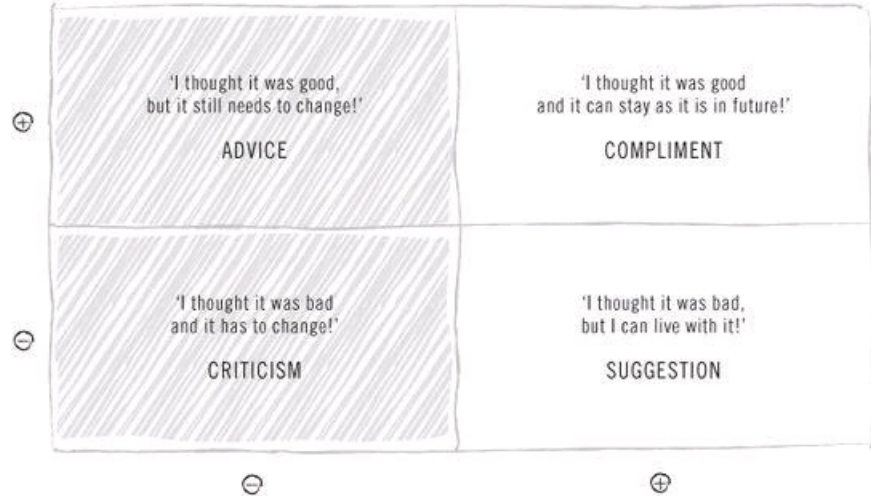 'I thought it was good,
but it still needs to change!'
ADVICE
'I thought it was good
and it can stay as it is in future!'
COMPLIMENT
'I thought it was bad
and it has to change!'
CRITICISM
'I thought it was bad,
but I can live with it!'
SUGGESTION